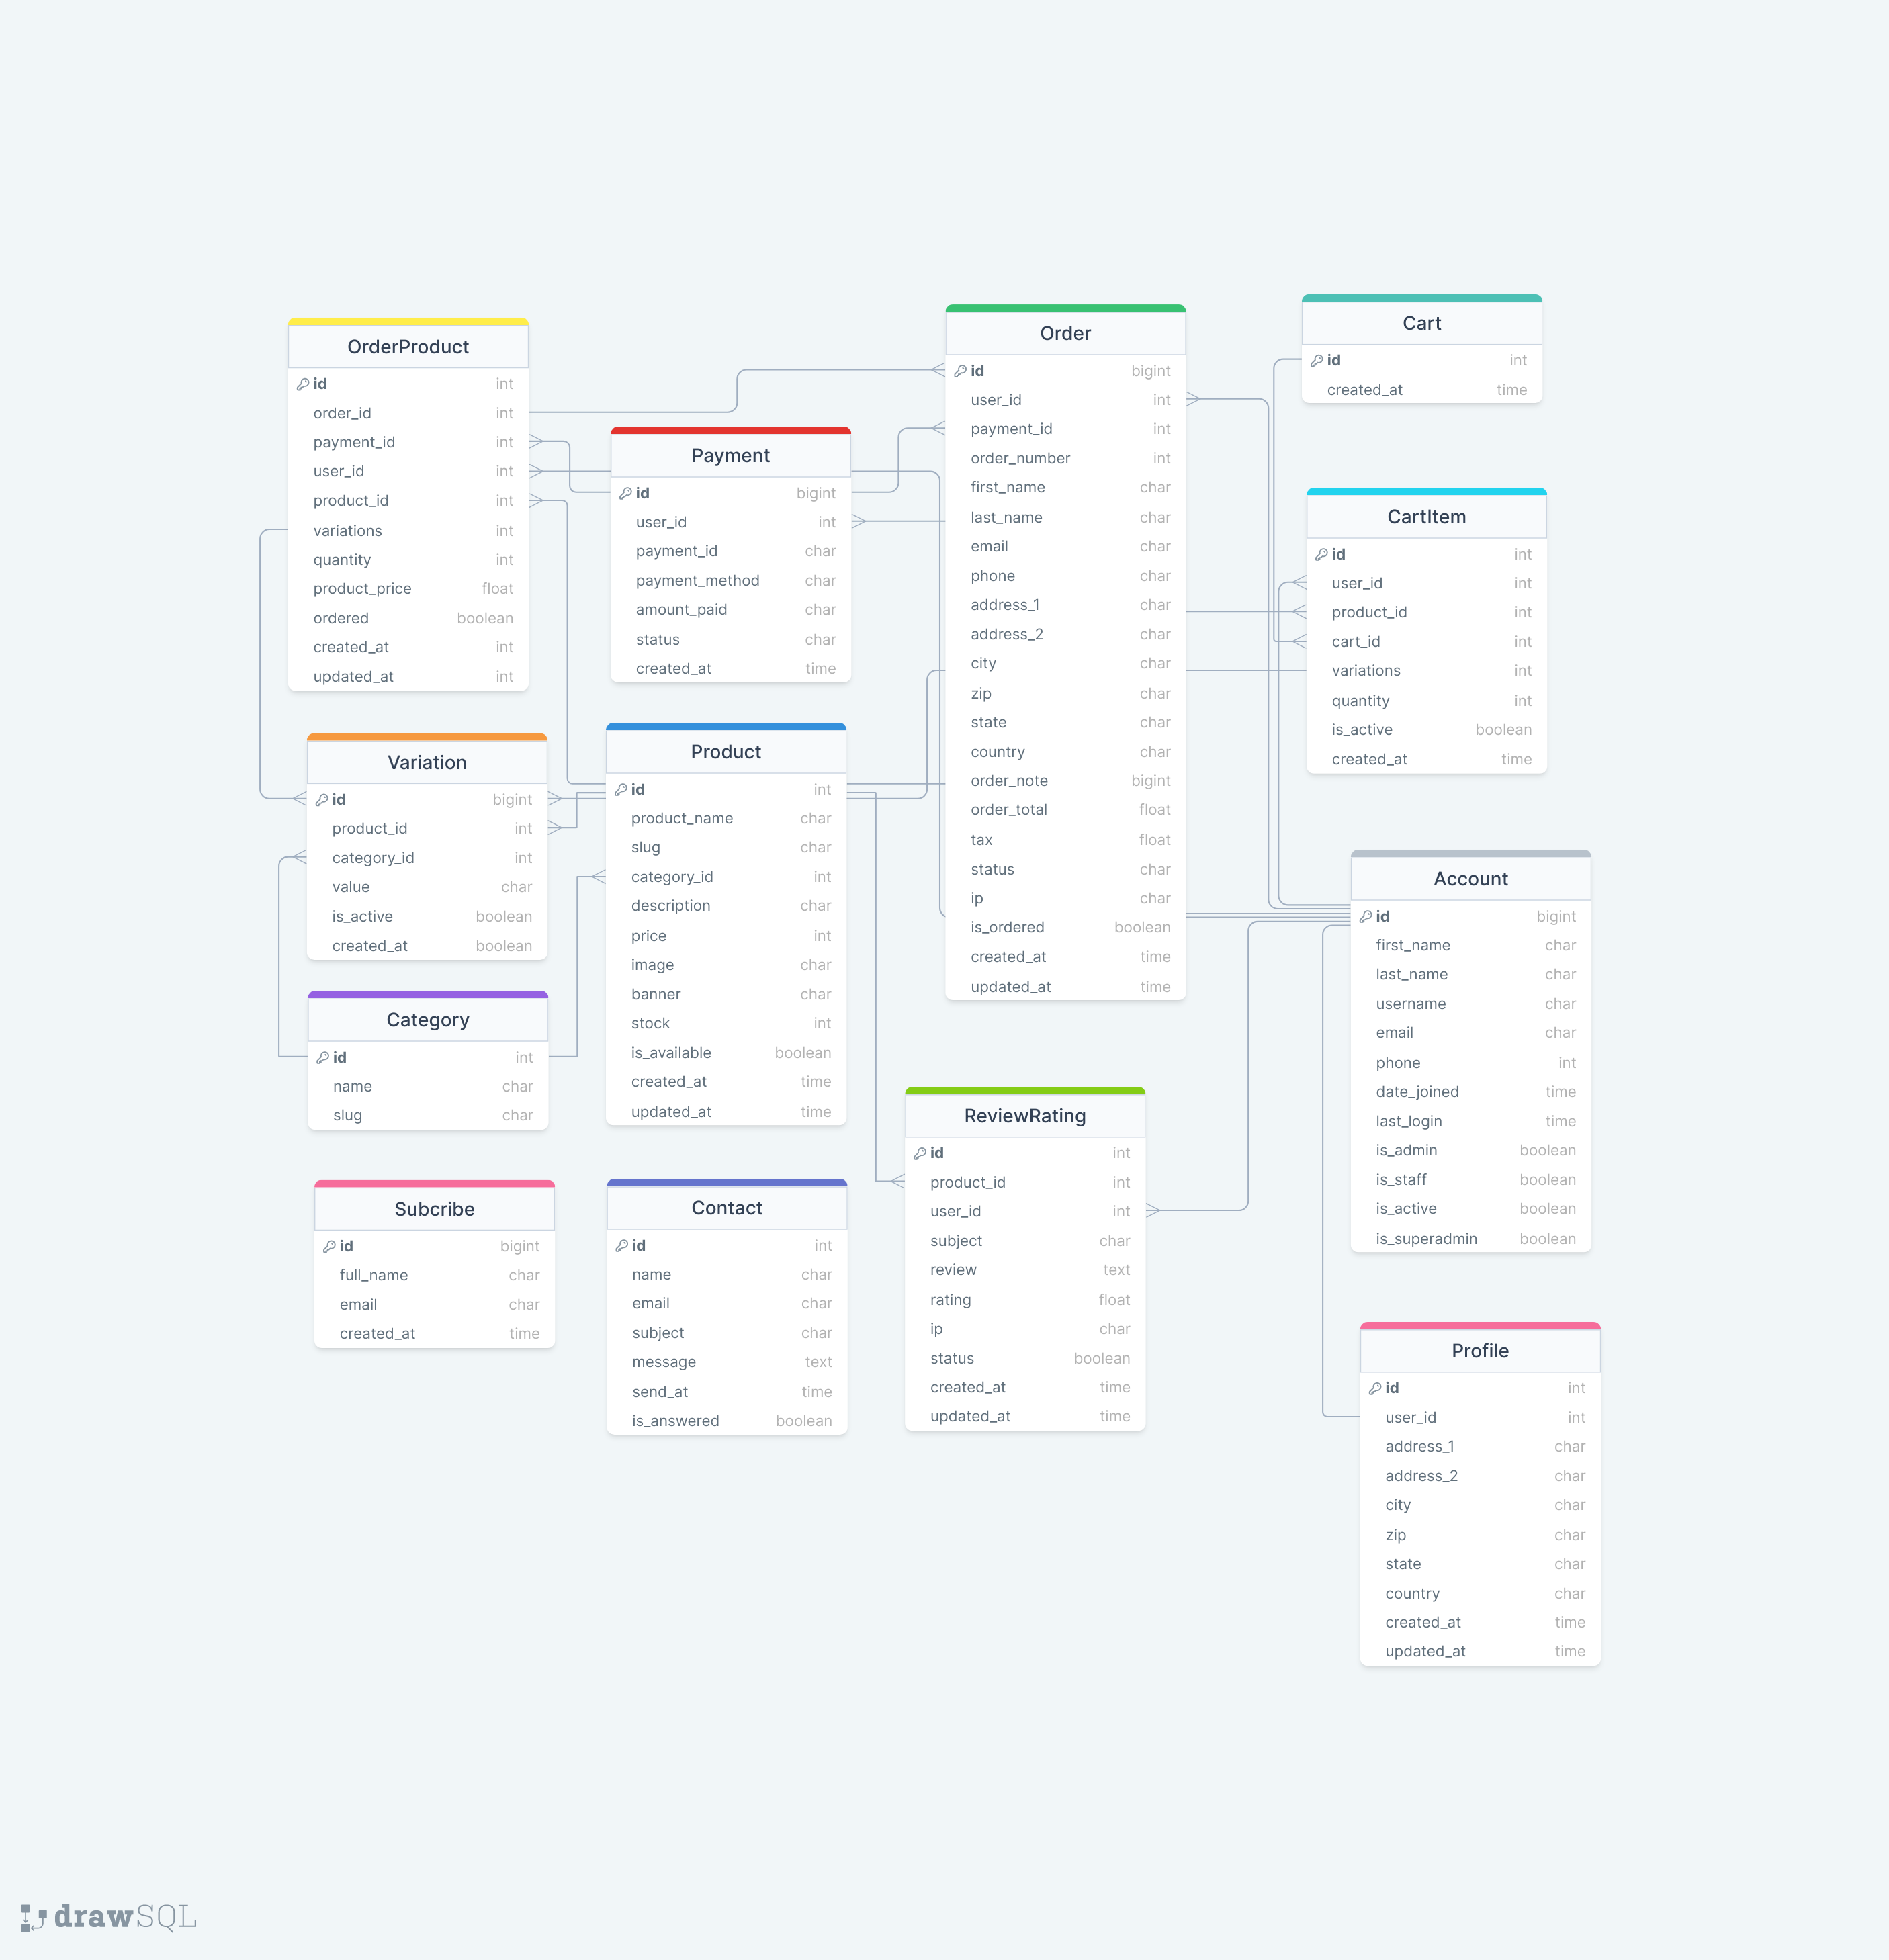 OrderProduct
id int
order_id int
payment_id int
user_id int
product_id int
variations int
quantity int
product_price float
ordered boolean
created_at int
updated_at int
Payment
id bigint
user_id int
payment_id char
payment_method char
amount_paid char
status char
created_at time
Order
id bigint
user_id int
payment_id int
order_number int
first_name char
last_name char
email char
phone char
address_1 char
address_2 char
city char
zip char
state char
country char
order_note bigint
order_total float
tax float
status char
ip char
is_ordered boolean
created_at time
updated_at time
Cart
id int
created_at time
CartItem
id int
user_id int
product_id int
cart_id int
variations int
quantity int
is_active boolean
created_at time
Variation
id bigint
product_id int
category_id int
value char
is_active boolean
created_at boolean
Product
id int
product_name char
slug char
category_id int
description char
price int
image char
banner char
stock int
is_available boolean
created_at time
updated_at time
Account
id bigint
first_name char
last_name char
username char
email char
phone int
date_joined time
last_login time
is_admin boolean
is_staff boolean
is_active boolean
is_superadmin boolean
Category
id int
name char
slug char
ReviewRating
id int
product_id int
user_id int
subject char
review text
rating float
ip char
status boolean
created_at time
updated_at time
Subcribe
id bigint
full_name char
email char
created_at time
Contact
id int
name char
email char
subject char
message text
send_at time
is_answered boolean
Profile
id int
user_id int
address_1 char
address_2 char
city char
zip char
state char
country char
created_at time
updated_at time
drawSQL